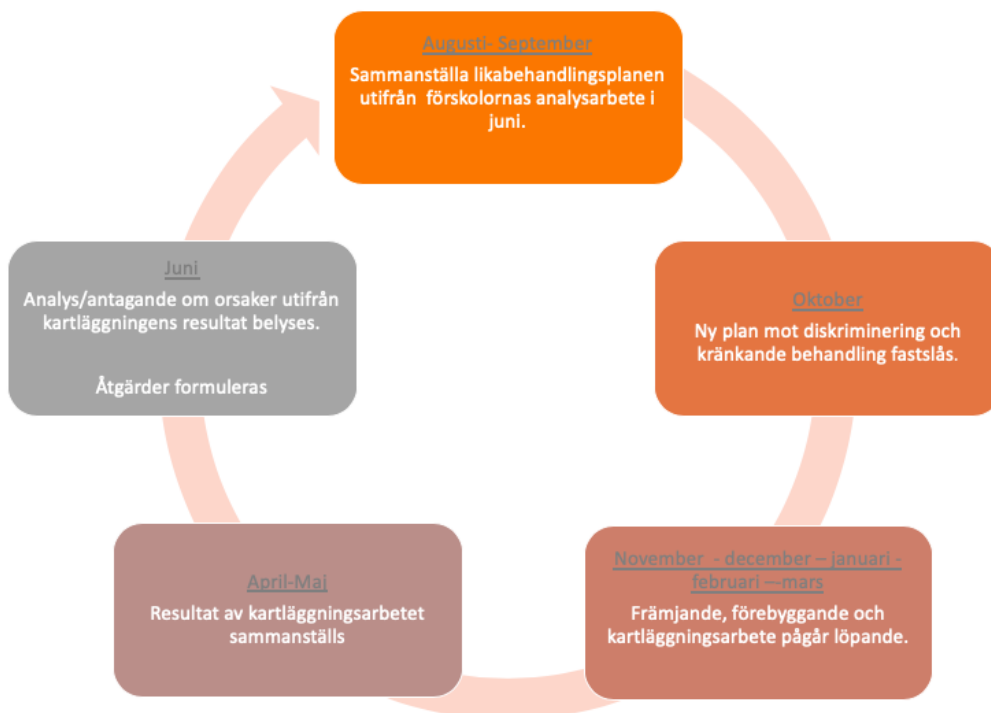 Augusti- September
Sammanställa likabehandlingsplanen
utifrån förskolornas analysarbete i
juni.
Oktober
Ny plan mot diskriminering och
kränkande behandling fastslås.
November - december – januari -
februari –-mars
Främjande, förebyggande och
kartläggningsarbete pågår löpande.
April-Maj
Resultat av kartläggningsarbetet
sammanställs
Juni
Analys/antagande om orsaker utifrån
kartläggningens resultat belyses.
Åtgärder formuleras